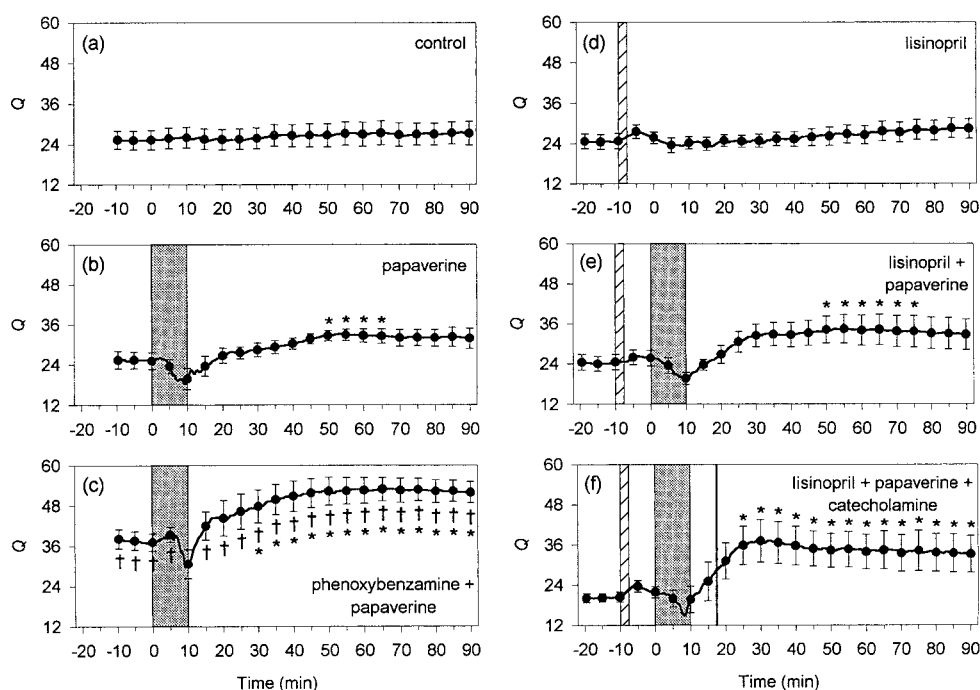 60
48
36
24
12
Q
(a)
control
-20 -10 0 10 20 30 40 50 60 70 80 90
60
48
36
24
12
Q
(b)
papaverine
* * * *
-20 -10 0 10 20 30 40 50 60 70 80 90
60
48
36
24
12
Q
(c)
† † † † † † † † † † † † † † † † † † † †
* * * * * * * * * * * * *
phenoxybenzamine +
papaverine
-20 -10 0 10 20 30 40 50 60 70 80 90
Time (min)
60
48
36
24
12
Q
(d)
lisinopril
-20 -10 0 10 20 30 40 50 60 70 80 90
60
48
36
24
12
Q
(e)
lisinopril +
papaverine
* * * * * *
-20 -10 0 10 20 30 40 50 60 70 80 90
60
48
36
24
12
Q
(f)
lisinopril + papaverine +
catecholamine
* * * * * * * * * * * * * *
-20 -10 0 10 20 30 40 50 60 70 80 90
Time (min)